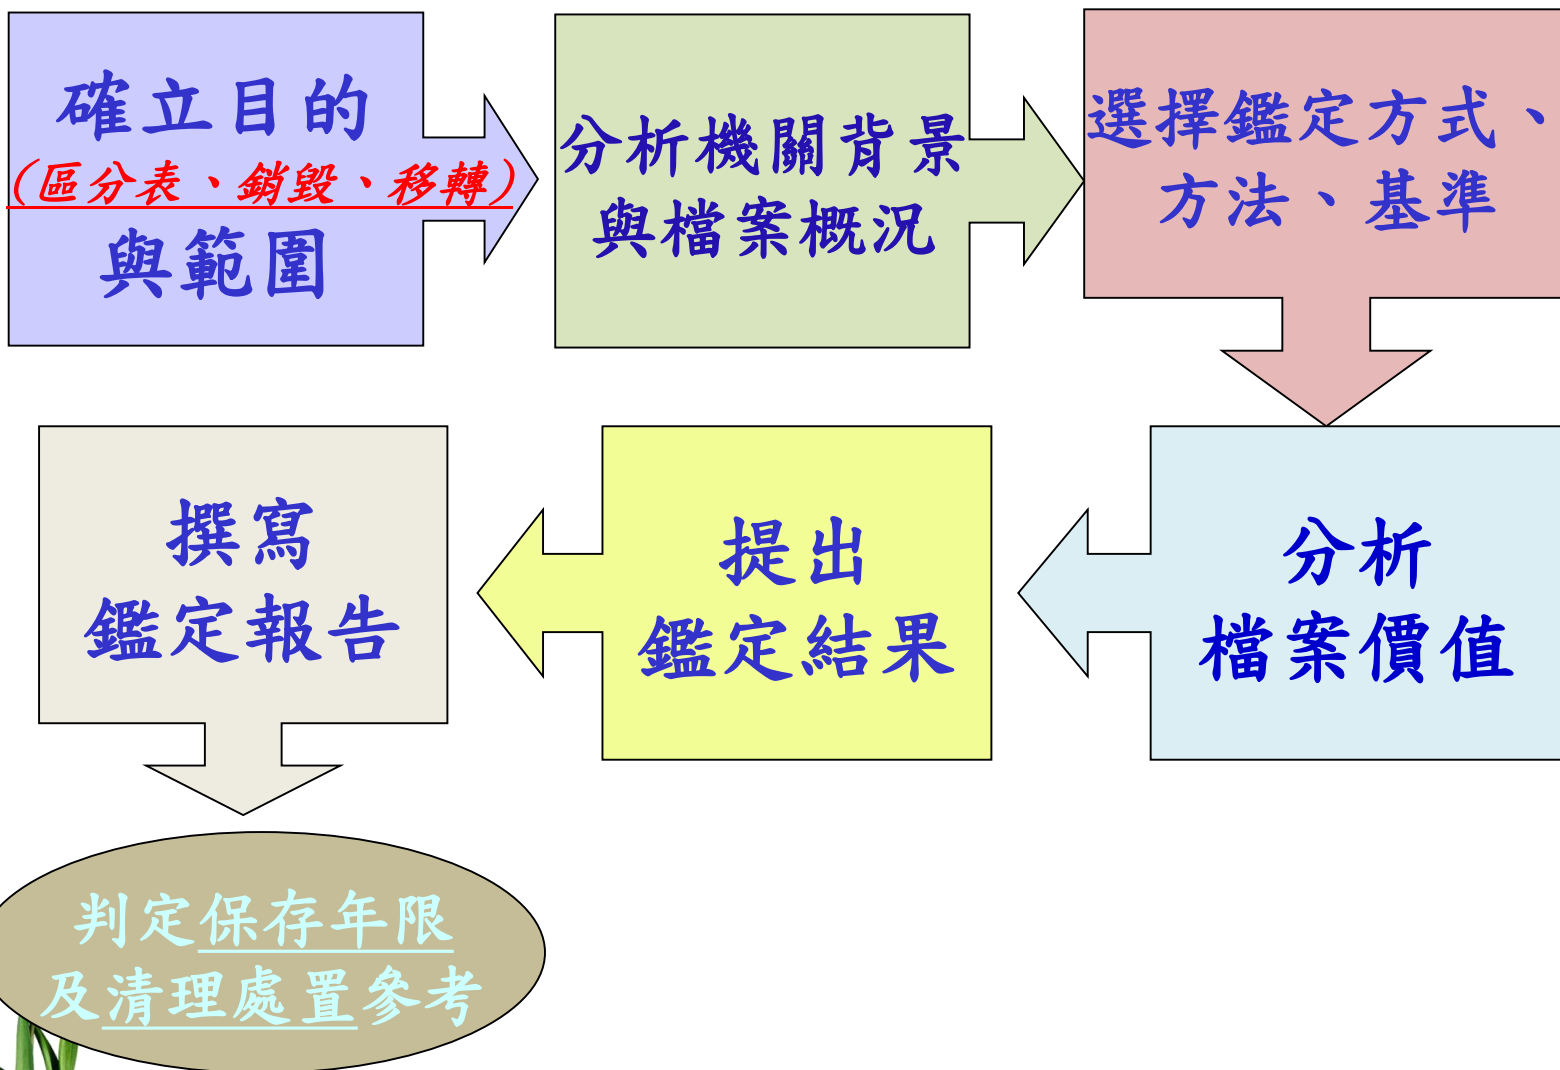 確立目的
(區分表、銷毀、移轉)
與範圍
分析機關背景
與檔案概況
選擇鑑定方式、
方法、基準
分析
檔案價值
提出
鑑定結果
撰寫
鑑定報告
判定保存年限
及清理處置參考